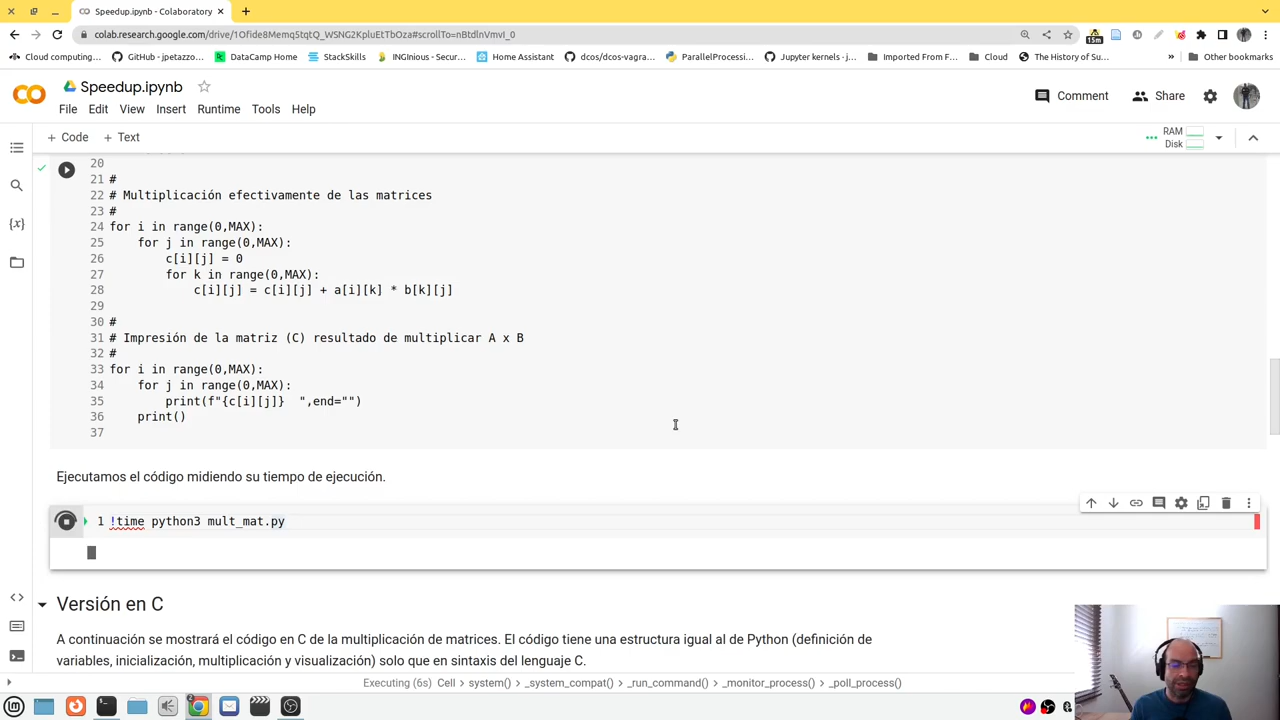 Speedup.ipynb - Colaboratory
colab.research.google.com/drive/1Ofide8Memq5tqtQ_WSNG2KpluEtTbOza#scrollTo=nBtdlnVmvI_0
15m
Cloud computing... GitHub - jpetazzo... DataCamp Home StackSkills INGInious - Secur... Home Assistant dcos/dcos-vagra... ParallelProcessi... Jupyter kernels · j... Imported From F... Cloud The History of Su... » Other bookmarks
Speedup.ipynb
File Edit View Insert Runtime Tools Help
Comment Share
+ Code + Text
RAM
Disk
20
21 #
22 # Multiplicación efectivamente de las matrices
23 #
24 for i in range(0,MAX):
25 for j in range(0,MAX):
26 c[i][j] = 0
27 for k in range(0,MAX):
28 c[i][j] = c[i][j] + a[i][k] * b[k][j]
29
30 #
31 # Impresión de la matriz (C) resultado de multiplicar A x B
32 #
33 for i in range(0,MAX):
34 for j in range(0,MAX):
35 print(f"{c[i][j]} ",end="")
36 print()
37
Ejecutamos el código midiendo su tiempo de ejecución.
1 !time python3 mult_mat.py
Versión en C
A continuación se mostrará el código en C de la multiplicación de matrices. El código tiene una estructura igual al de Python (definición de
variables, inicialización, multiplicación y visualización) solo que en sintaxis del lenguaje C.
Executing (6s) Cell > system() > _system_compat() > _run_command() > _monitor_process() > _poll_process()
2